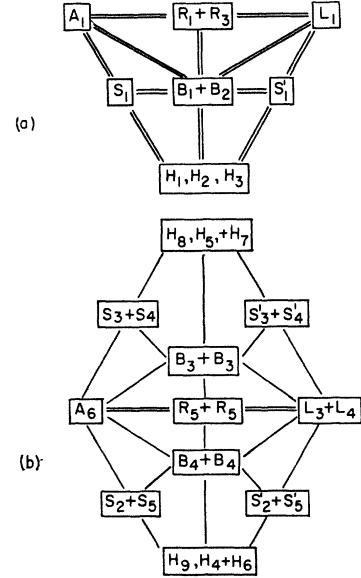 A₁ R₁+R₃ L₁
S₁ B₁+B₂ S'₁
(a)
H₁,H₂,H₃
H₈,H₅,+H₇
S₃+S₄ S'₃+S'₄
B₃+B₃
A₆ R₅+R₅ L₃+L₄
(b)
B₄+B₄
S₂+S₅ S'₂+S'₅
H₉,H₄+H₆